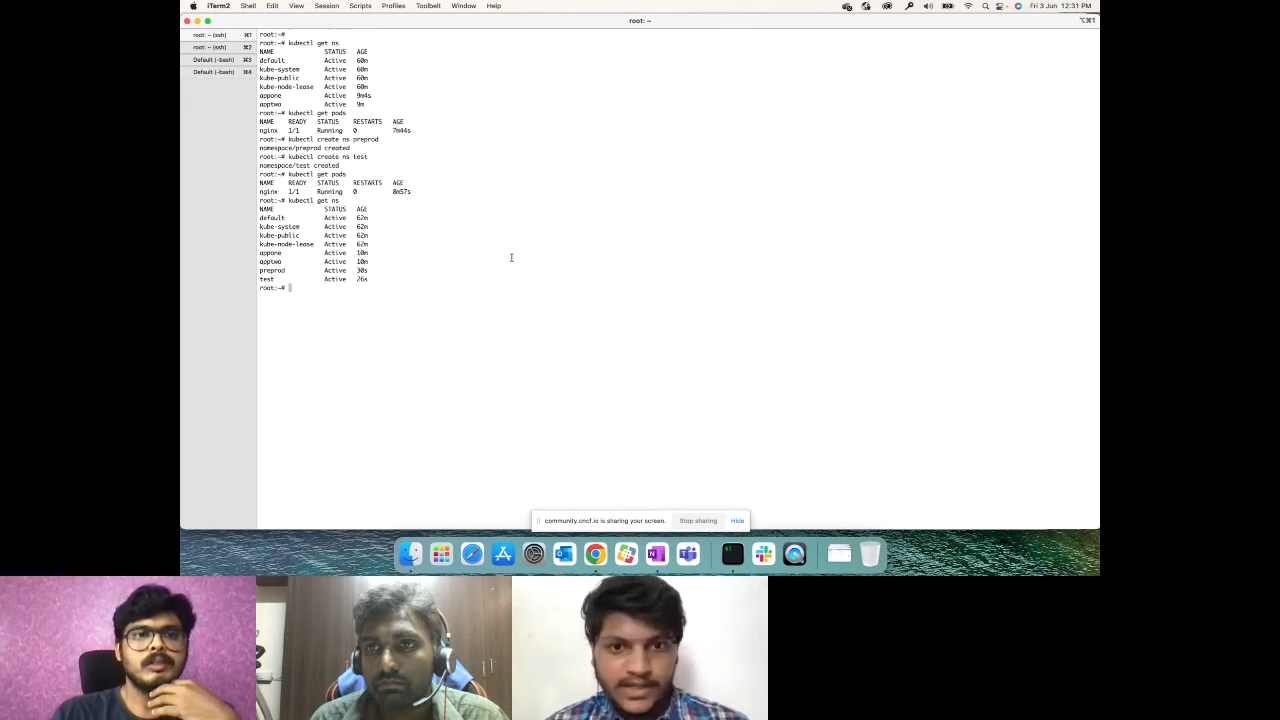 iTerm2 Shell Edit View Session Scripts Profiles Toolbelt Window Help Fri 3 Jun 12:31 PM
root: ~ ⌥⌘1
root: ~ (ssh) ⌘1
root: ~ (ssh) ⌘2
Default (-bash) ⌘3
Default (-bash) ⌘4
root:~#
root:~# kubectl get ns
NAME STATUS AGE
default Active 60m
kube-system Active 60m
kube-public Active 60m
kube-node-lease Active 60m
appone Active 9m4s
apptwo Active 9m
root:~# kubectl get pods
NAME READY STATUS RESTARTS AGE
nginx 1/1 Running 0 7m44s
root:~# kubectl create ns preprod
namespace/preprod created
root:~# kubectl create ns test
namespace/test created
root:~# kubectl get pods
NAME READY STATUS RESTARTS AGE
nginx 1/1 Running 0 8m57s
root:~# kubectl get ns
NAME STATUS AGE
default Active 62m
kube-system Active 62m
kube-public Active 62m
kube-node-lease Active 62m
appone Active 10m
apptwo Active 10m
preprod Active 30s
test Active 26s
root:~#
community.cncf.io is sharing your screen. Stop sharing Hide